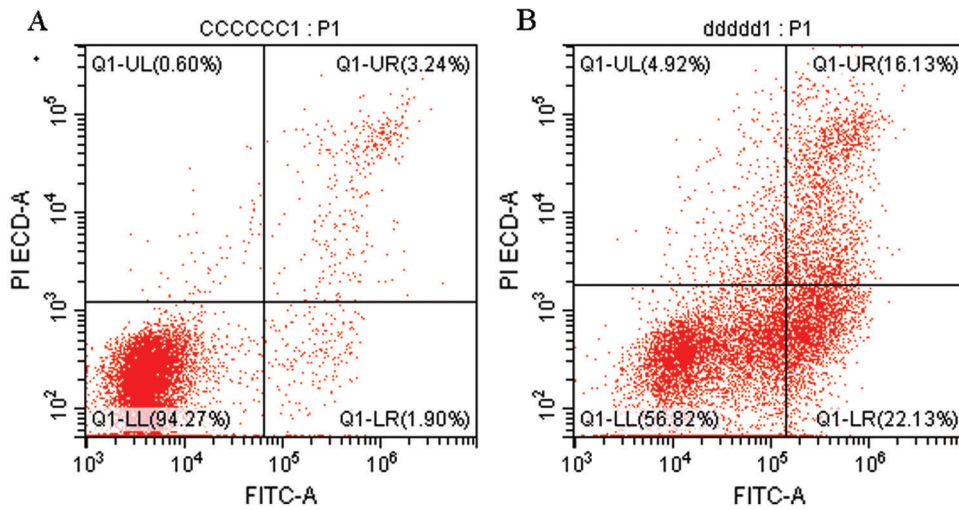 A
CCCCCC1 : P1
Q1-UL(0.60%)
Q1-UR(3.24%)
10^5
10^4
10^3
10^2
PI ECD-A
Q1-LL(94.27%)
Q1-LR(1.90%)
10^3
10^4
10^5
10^6
FITC-A
B
ddddd1 : P1
Q1-UL(4.92%)
Q1-UR(16.13%)
10^5
10^4
10^3
10^2
PI ECD-A
Q1-LL(56.82%)
Q1-LR(22.13%)
10^3
10^4
10^5
10^6
FITC-A